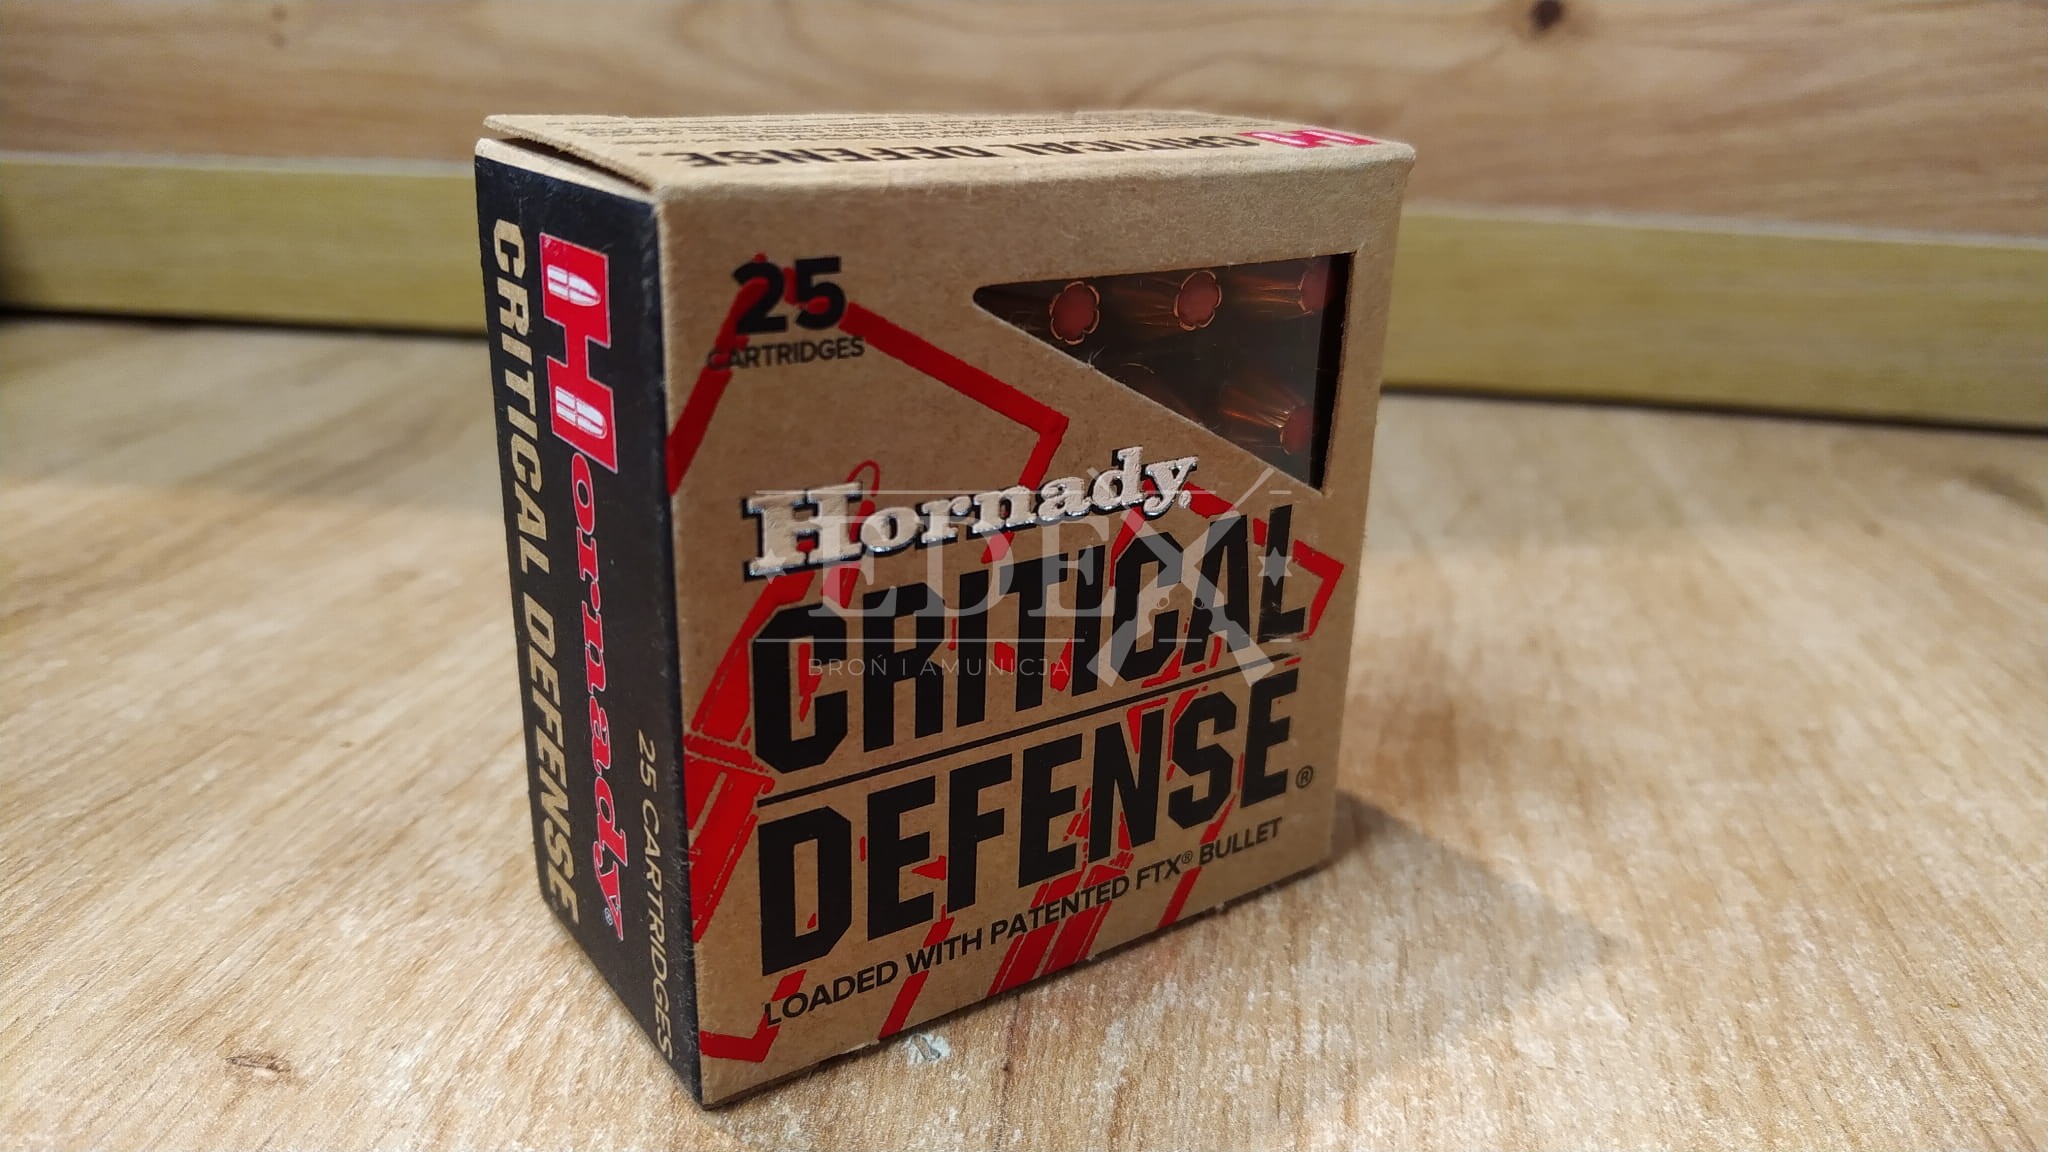 CRITICAL DEFENSE
Hornady®
25 CARTRIDGES
CRITICAL DEFENSE
H
25
CARTRIDGES
Hornady
CRITICAL
DEFENSE®
LOADED WITH PATENTED FTX® BULLET
EDEX
BROŃ I AMUNICJA